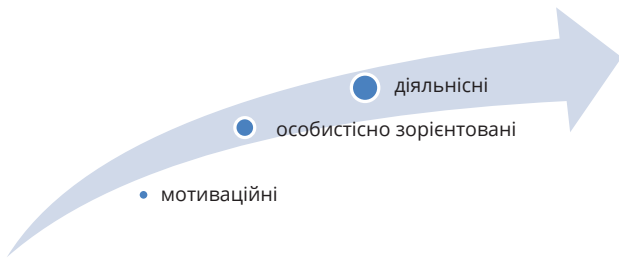 діяльнісні
особистісно зорієнтовані
мотиваційні